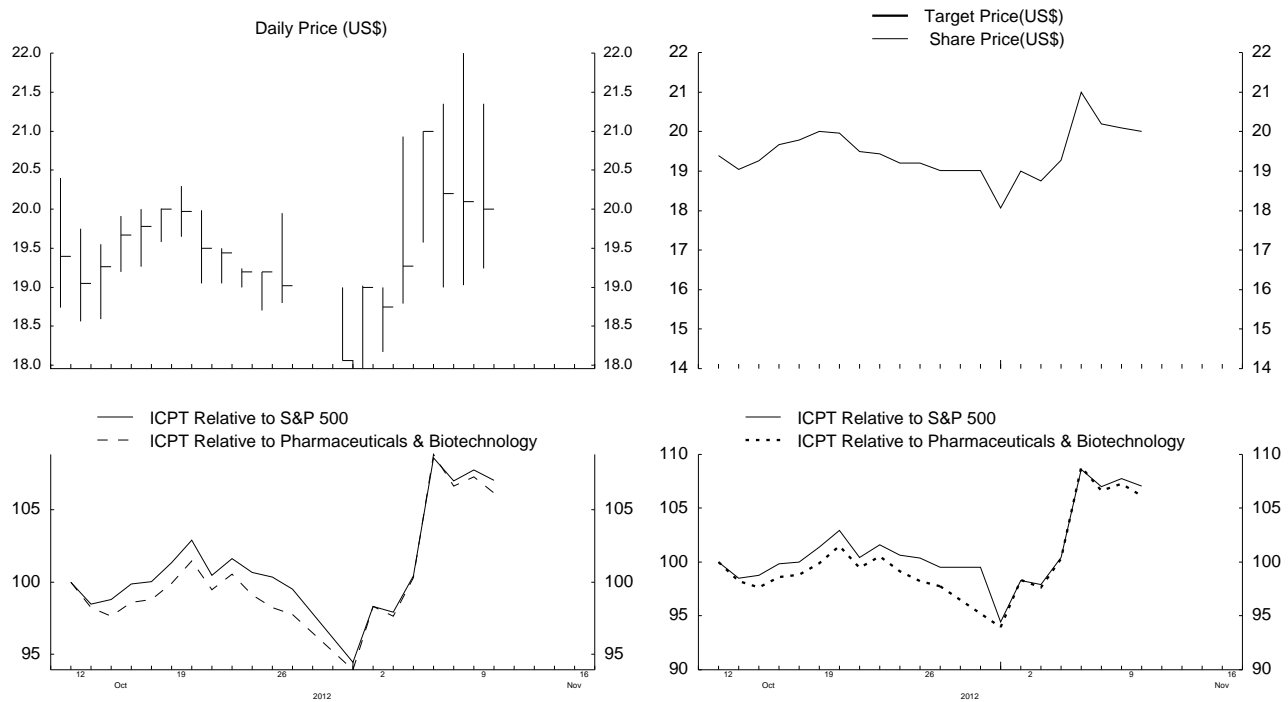 Daily Price (US$)
22.0 22.0
21.5 21.5
21.0 21.0
20.5 20.5
20.0 20.0
19.5 19.5
19.0 19.0
18.5 18.5
18.0 18.0
Target Price(US$)
Share Price(US$)
22 22
21 21
20 20
19 19
18 18
17 17
16 16
15 15
14 14
ICPT Relative to S&P 500
ICPT Relative to Pharmaceuticals & Biotechnology
105 105
100 100
95 95
12 19 26 2 9 16
Oct Nov
2012
ICPT Relative to S&P 500
ICPT Relative to Pharmaceuticals & Biotechnology
110 110
105 105
100 100
95 95
90 90
12 19 26 2 9 16
Oct Nov
2012